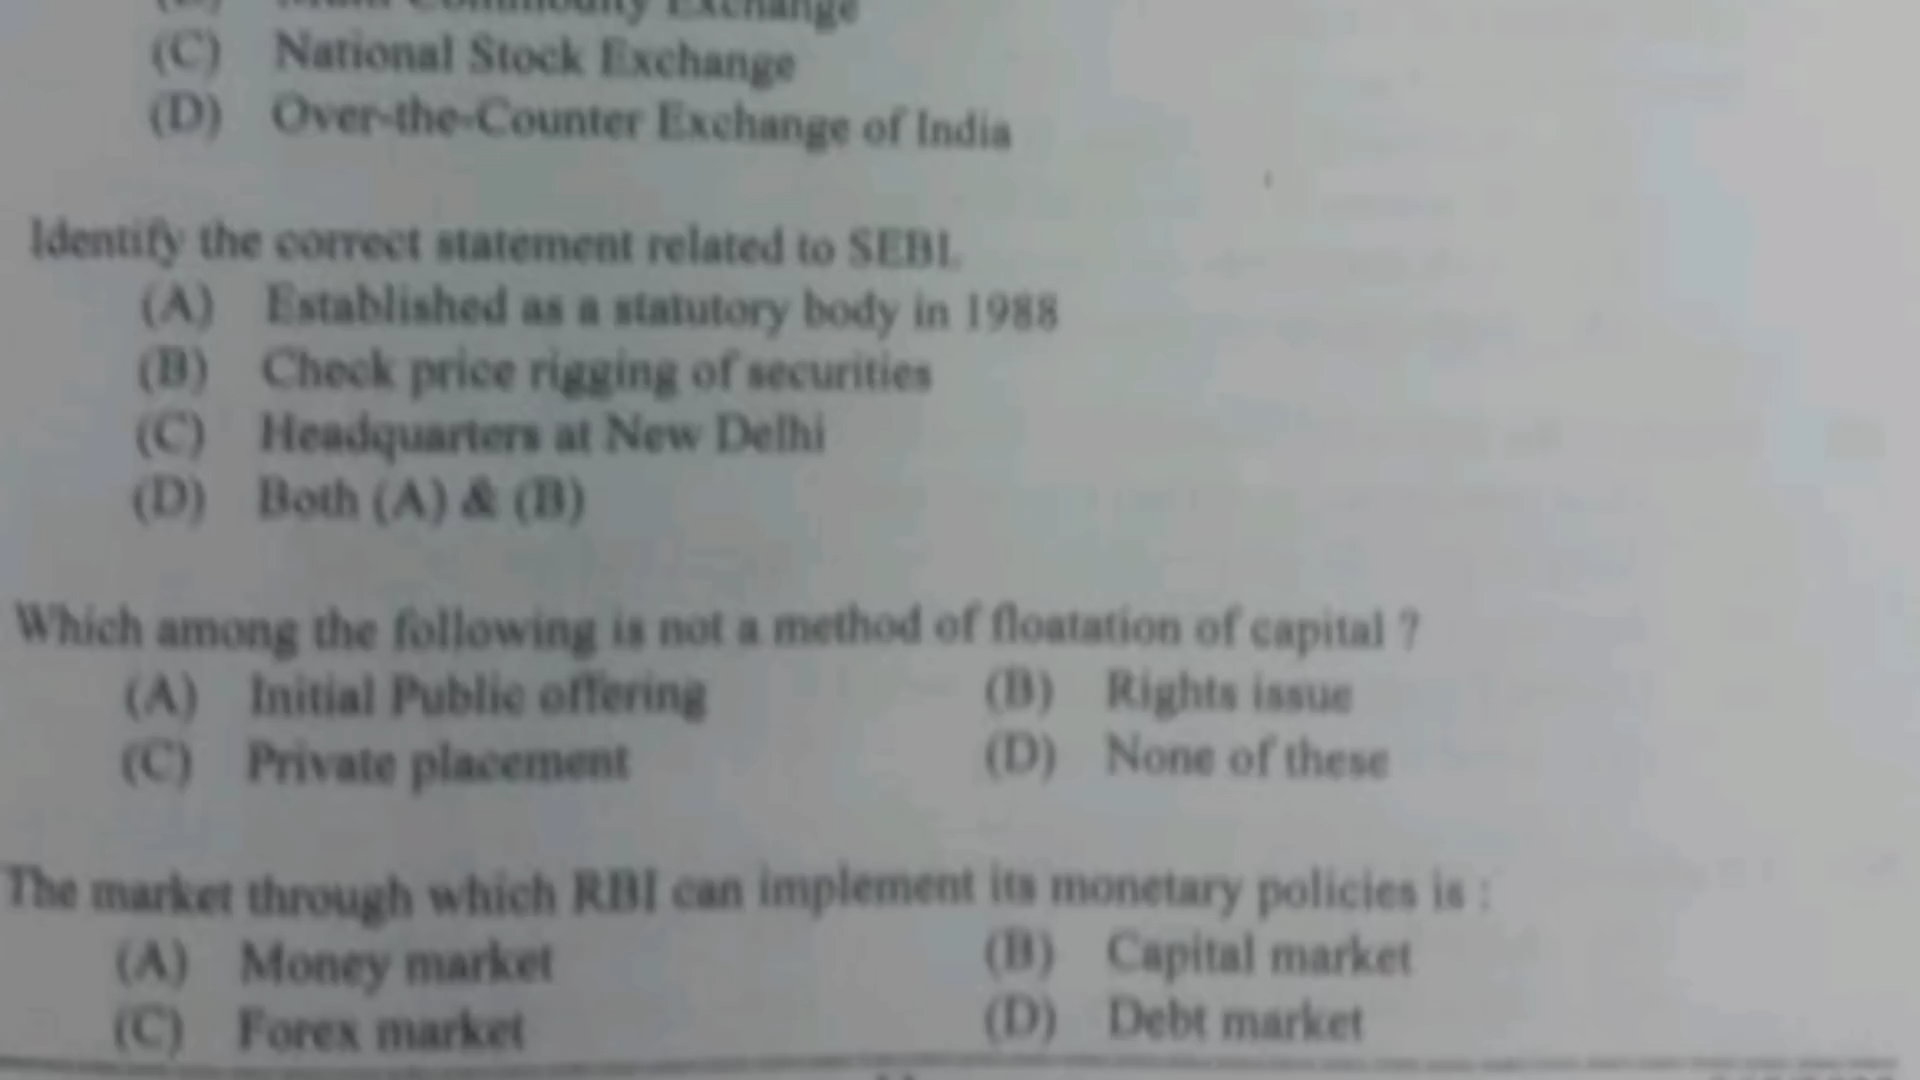 Multi Commodity Exchange
(C) National Stock Exchange
(D) Over-the-Counter Exchange of India
Identify the correct statement related to SEBI.
(A) Established as a statutory body in 1988
(B) Check price rigging of securities
(C) Headquarters at New Delhi
(D) Both (A) & (B)
Which among the following is not a method of floatation of capital ?
(A) Initial Public offering (B) Rights issue
(C) Private placement (D) None of these
The market through which RBI can implement its monetary policies is :
(A) Money market (B) Capital market
(C) Forex market (D) Debt market